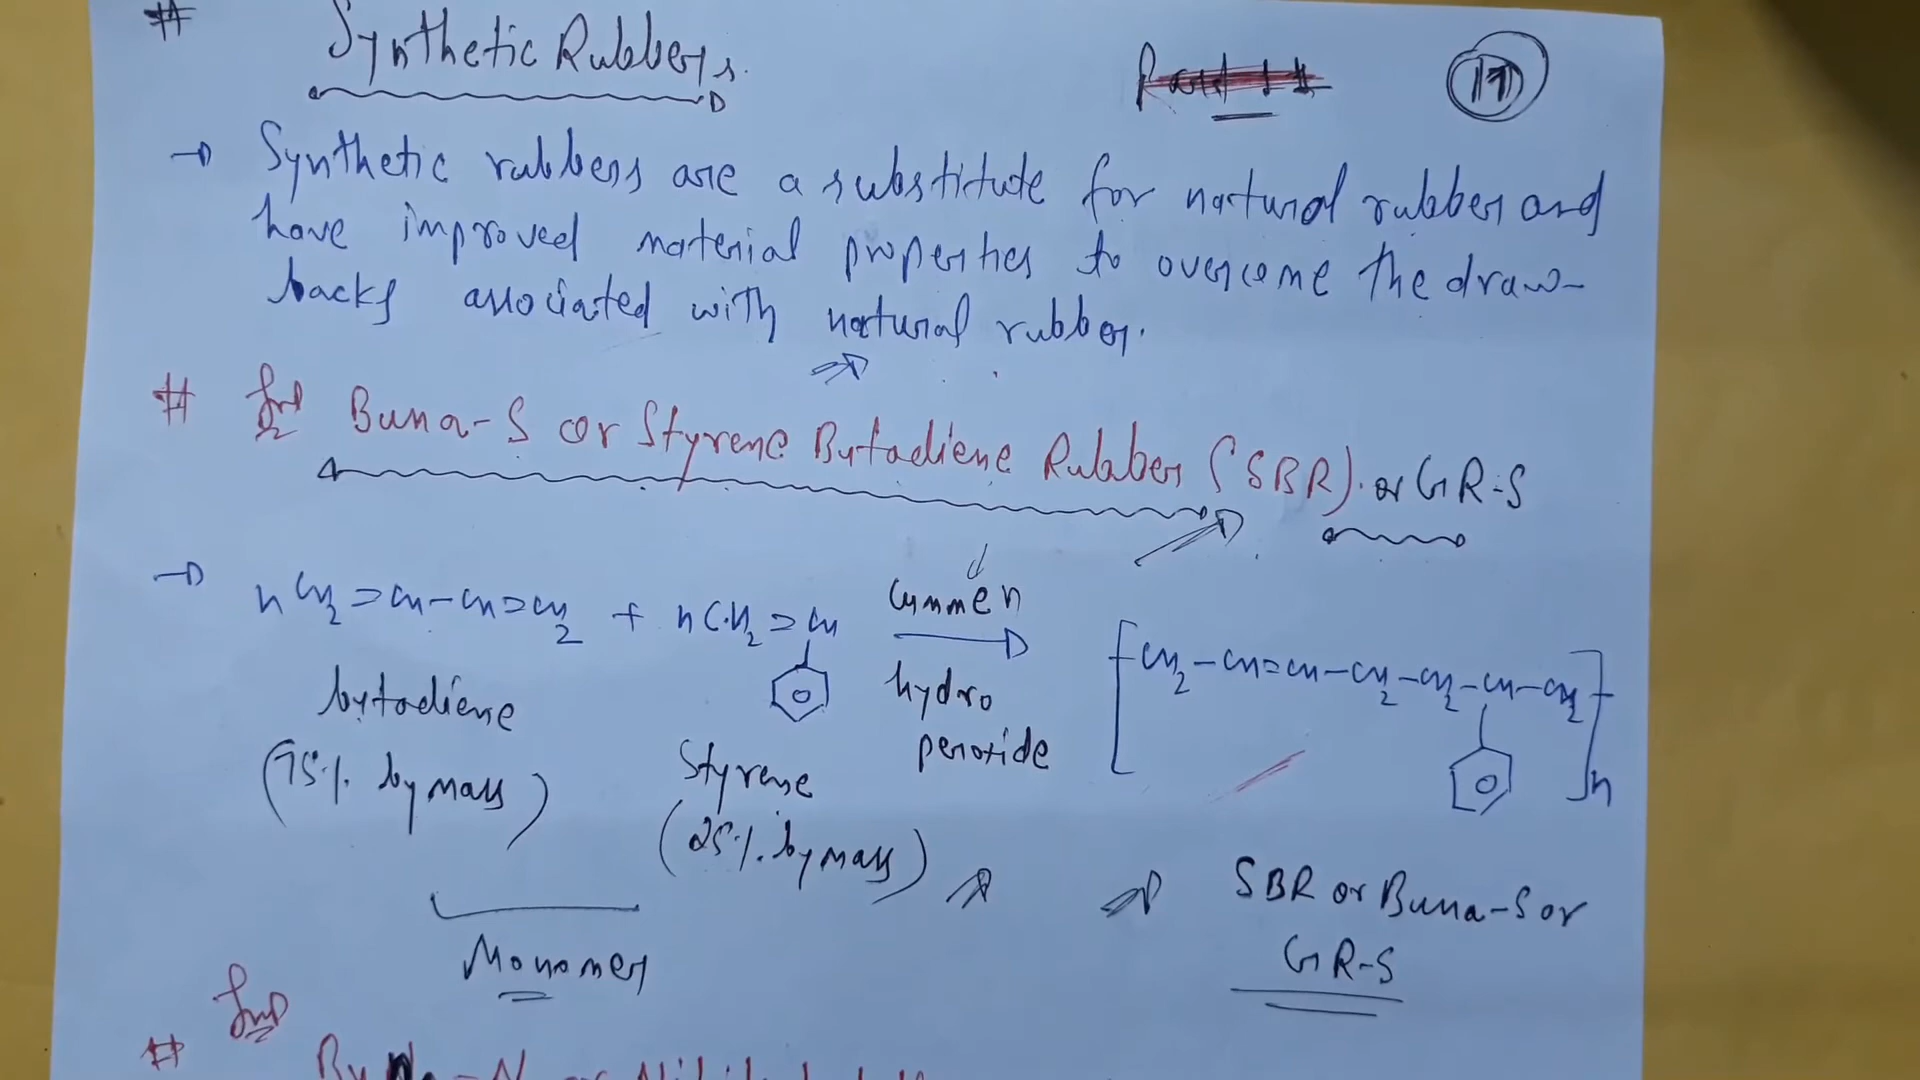 # Synthetic Rubbers.
17
→ Synthetic rubbers are a substitute for natural rubber and
have improved material properties to overcome the draw-
backs associated with natural rubber.
# Imp Buna-S or Styrene Butadiene Rubber (SBR). or GR-S
→ nCH2=CH-CH=CH2 + nCH2=CH
Cummen
hydro
peroxide
[CH2-CH=CH-CH2-CH2-CH-CH2]n
butadiene
(75% by mass)
Styrene
(25% by mass)
Monomer
SBR or Buna-S or
GR-S
Imp
#